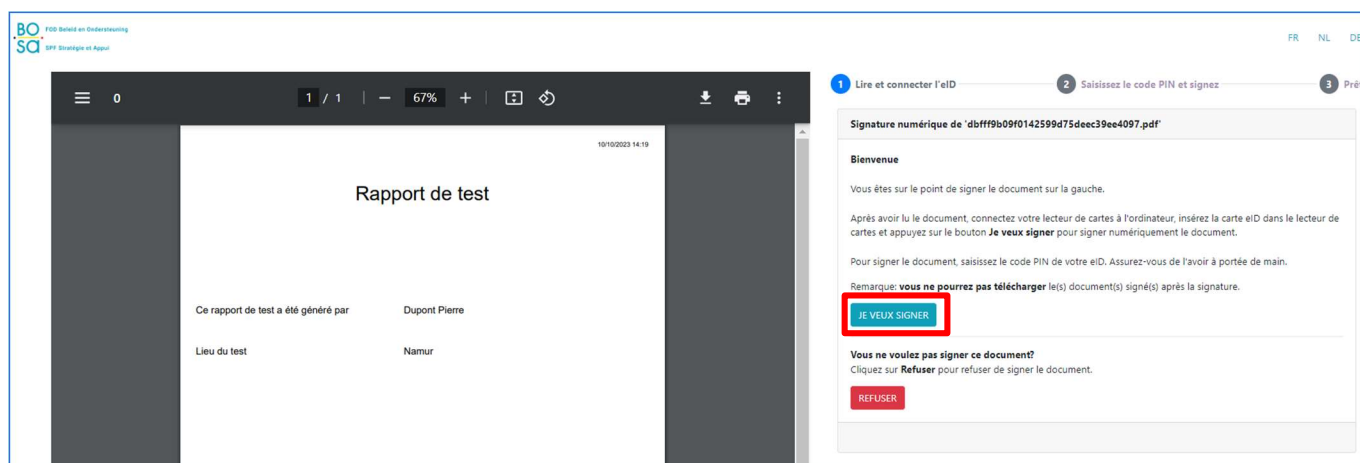 BO FOD Beleid en Ondersteuning
SA SPF Stratégie et Appui
FR NL DE
0 1 / 1 67%
1 Lire et connecter l'eID 2 Saisissez le code PIN et signez 3 Prêt
10/10/2023 14:19
Rapport de test
Ce rapport de test a été généré par Dupont Pierre
Lieu du test Namur
Signature numérique de 'dbfff9b09f0142599d75deec39ee4097.pdf'
Bienvenue
Vous êtes sur le point de signer le document sur la gauche.
Après avoir lu le document, connectez votre lecteur de cartes à l'ordinateur, insérez la carte eID dans le lecteur de
cartes et appuyez sur le bouton Je veux signer pour signer numériquement le document.
Pour signer le document, saisissez le code PIN de votre eID. Assurez-vous de l'avoir à portée de main.
Remarque: vous ne pourrez pas télécharger le(s) document(s) signé(s) après la signature.
JE VEUX SIGNER
Vous ne voulez pas signer ce document?
Cliquez sur Refuser pour refuser de signer le document.
REFUSER